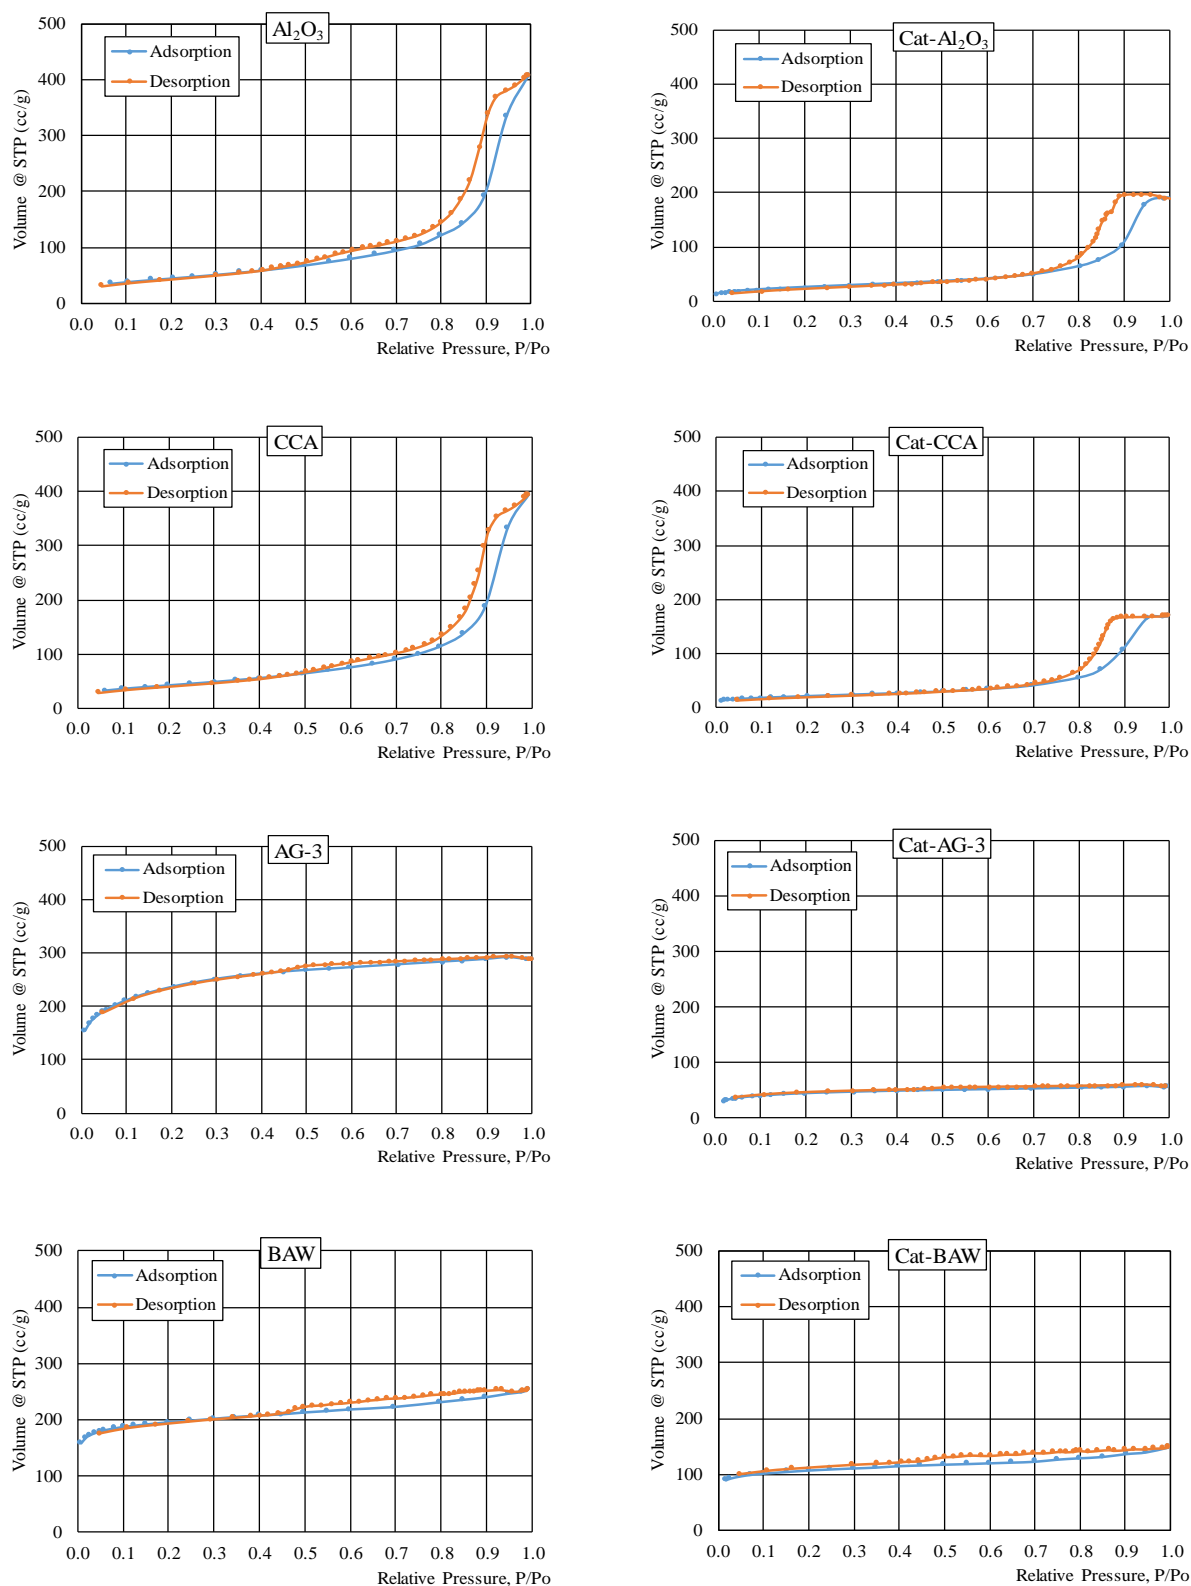 Al₂O₃
Adsorption
Desorption
Volume @ STP (cc/g)
500
400
300
200
100
0
0.0 0.1 0.2 0.3 0.4 0.5 0.6 0.7 0.8 0.9 1.0
Relative Pressure, P/Po
Cat-Al₂O₃
Adsorption
Desorption
Volume @ STP (cc/g)
500
400
300
200
100
0
0.0 0.1 0.2 0.3 0.4 0.5 0.6 0.7 0.8 0.9 1.0
Relative Pressure, P/Po
CCA
Adsorption
Desorption
Volume @ STP (cc/g)
500
400
300
200
100
0
0.0 0.1 0.2 0.3 0.4 0.5 0.6 0.7 0.8 0.9 1.0
Relative Pressure, P/Po
Cat-CCA
Adsorption
Desorption
Volume @ STP (cc/g)
500
400
300
200
100
0
0.0 0.1 0.2 0.3 0.4 0.5 0.6 0.7 0.8 0.9 1.0
Relative Pressure, P/Po
AG-3
Adsorption
Desorption
Volume @ STP (cc/g)
500
400
300
200
100
0
0.0 0.1 0.2 0.3 0.4 0.5 0.6 0.7 0.8 0.9 1.0
Relative Pressure, P/Po
Cat-AG-3
Adsorption
Desorption
Volume @ STP (cc/g)
500
400
300
200
100
0
0.0 0.1 0.2 0.3 0.4 0.5 0.6 0.7 0.8 0.9 1.0
Relative Pressure, P/Po
BAW
Adsorption
Desorption
Volume @ STP (cc/g)
500
400
300
200
100
0
0.0 0.1 0.2 0.3 0.4 0.5 0.6 0.7 0.8 0.9 1.0
Relative Pressure, P/Po
Cat-BAW
Adsorption
Desorption
Volume @ STP (cc/g)
500
400
300
200
100
0
0.0 0.1 0.2 0.3 0.4 0.5 0.6 0.7 0.8 0.9 1.0
Relative Pressure, P/Po